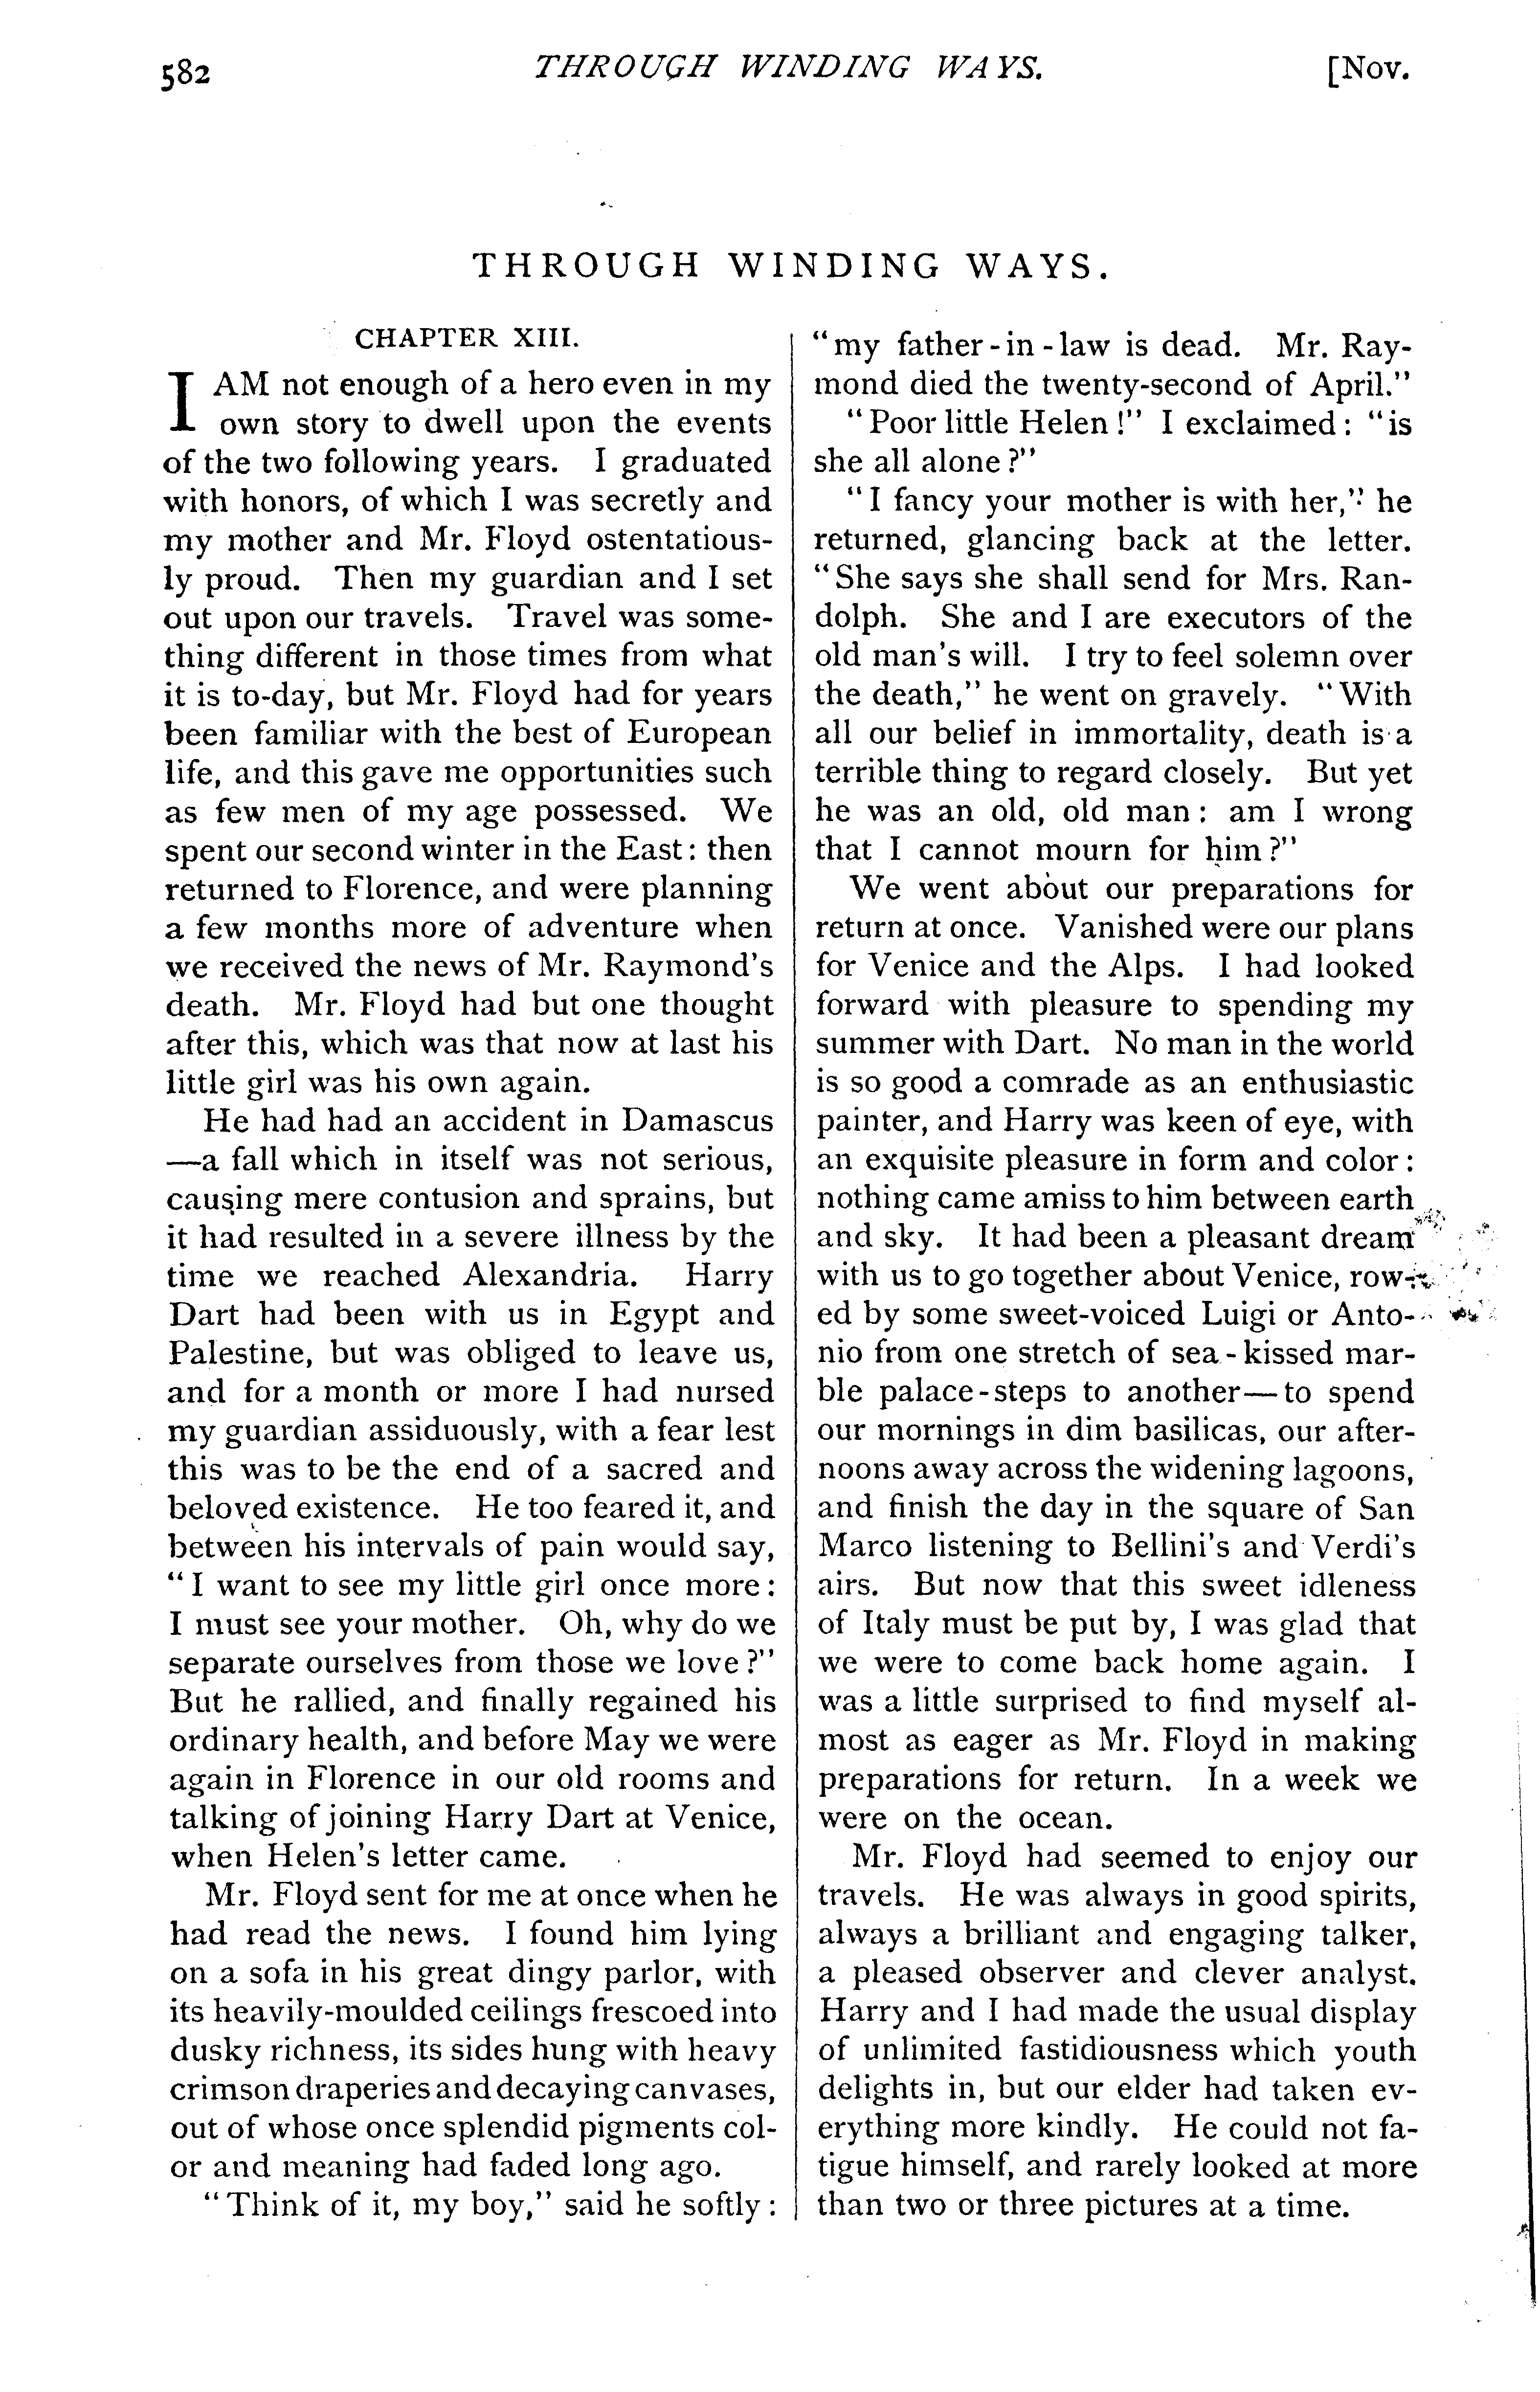 582 THROUGH WINDING WAYS. [Nov.
THROUGH WINDING WAYS.
CHAPTER XIII.
I AM not enough of a hero even in my
own story to dwell upon the events
of the two following years. I graduated
with honors, of which I was secretly and
my mother and Mr. Floyd ostentatious-
ly proud. Then my guardian and I set
out upon our travels. Travel was some-
thing different in those times from what
it is to-day, but Mr. Floyd had for years
been familiar with the best of European
life, and this gave me opportunities such
as few men of my age possessed. We
spent our second winter in the East: then
returned to Florence, and were planning
a few months more of adventure when
we received the news of Mr. Raymond's
death. Mr. Floyd had but one thought
after this, which was that now at last his
little girl was his own again.
He had had an accident in Damascus
—a fall which in itself was not serious,
causing mere contusion and sprains, but
it had resulted in a severe illness by the
time we reached Alexandria. Harry
Dart had been with us in Egypt and
Palestine, but was obliged to leave us,
and for a month or more I had nursed
my guardian assiduously, with a fear lest
this was to be the end of a sacred and
beloved existence. He too feared it, and
between his intervals of pain would say,
"I want to see my little girl once more:
I must see your mother. Oh, why do we
separate ourselves from those we love?"
But he rallied, and finally regained his
ordinary health, and before May we were
again in Florence in our old rooms and
talking of joining Harry Dart at Venice,
when Helen's letter came.
Mr. Floyd sent for me at once when he
had read the news. I found him lying
on a sofa in his great dingy parlor, with
its heavily-moulded ceilings frescoed into
dusky richness, its sides hung with heavy
crimson draperies and decaying canvases,
out of whose once splendid pigments col-
or and meaning had faded long ago.
"Think of it, my boy," said he softly:
"my father-in-law is dead. Mr. Ray-
mond died the twenty-second of April."
"Poor little Helen!" I exclaimed: "is
she all alone?"
"I fancy your mother is with her," he
returned, glancing back at the letter.
"She says she shall send for Mrs. Ran-
dolph. She and I are executors of the
old man's will. I try to feel solemn over
the death," he went on gravely. "With
all our belief in immortality, death is a
terrible thing to regard closely. But yet
he was an old, old man: am I wrong
that I cannot mourn for him?"
We went about our preparations for
return at once. Vanished were our plans
for Venice and the Alps. I had looked
forward with pleasure to spending my
summer with Dart. No man in the world
is so good a comrade as an enthusiastic
painter, and Harry was keen of eye, with
an exquisite pleasure in form and color:
nothing came amiss to him between earth
and sky. It had been a pleasant dream
with us to go together about Venice, row-
ed by some sweet-voiced Luigi or Anto-
nio from one stretch of sea-kissed mar-
ble palace-steps to another—to spend
our mornings in dim basilicas, our after-
noons away across the widening lagoons,
and finish the day in the square of San
Marco listening to Bellini's and Verdi's
airs. But now that this sweet idleness
of Italy must be put by, I was glad that
we were to come back home again. I
was a little surprised to find myself al-
most as eager as Mr. Floyd in making
preparations for return. In a week we
were on the ocean.
Mr. Floyd had seemed to enjoy our
travels. He was always in good spirits,
always a brilliant and engaging talker,
a pleased observer and clever analyst.
Harry and I had made the usual display
of unlimited fastidiousness which youth
delights in, but our elder had taken ev-
erything more kindly. He could not fa-
tigue himself, and rarely looked at more
than two or three pictures at a time.